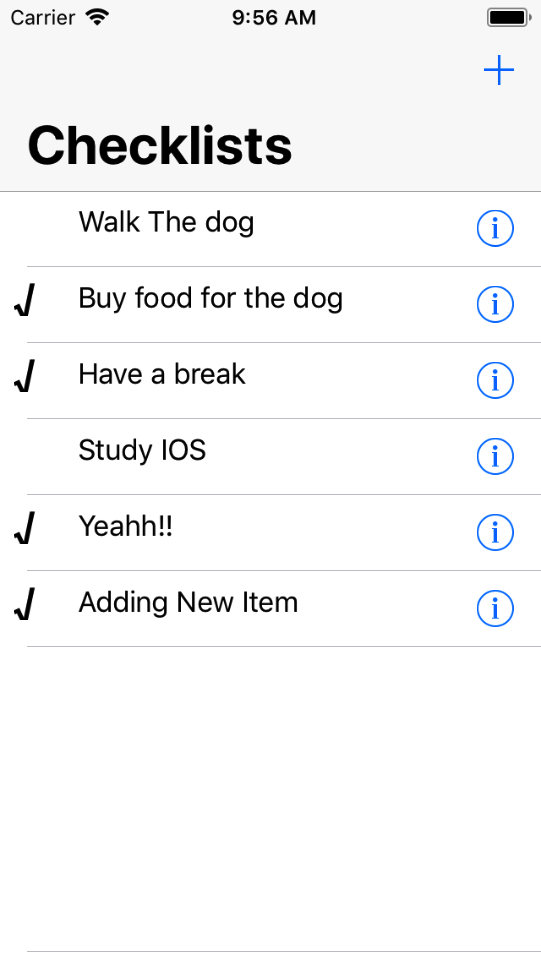 Carrier 9:56 AM
+
Checklists
Walk The dog i
√ Buy food for the dog i
√ Have a break i
Study IOS i
√ Yeahh!! i
√ Adding New Item i